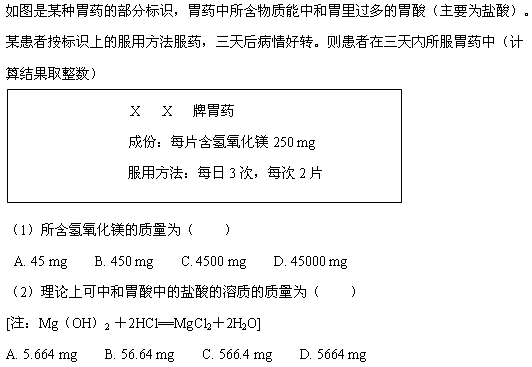 如图是某种胃药的部分标识，胃药中所含物质能中和胃里过多的胃酸（主要为盐酸）。
某患者按标识上的服用方法服药，三天后病情好转。则患者在三天内所服胃药中（计
算结果取整数）
X X 牌胃药
成份：每片含氢氧化镁 250 mg
服用方法：每日 3 次，每次 2 片
（1）所含氢氧化镁的质量为（ ）
A. 45 mg B. 450 mg C. 4500 mg D. 45000 mg
（2）理论上可中和胃酸中的盐酸的溶质的质量为（ ）
[注：Mg（OH）₂＋2HCl═MgCl₂＋2H₂O]
A. 5.664 mg B. 56.64 mg C. 566.4 mg D. 5664 mg